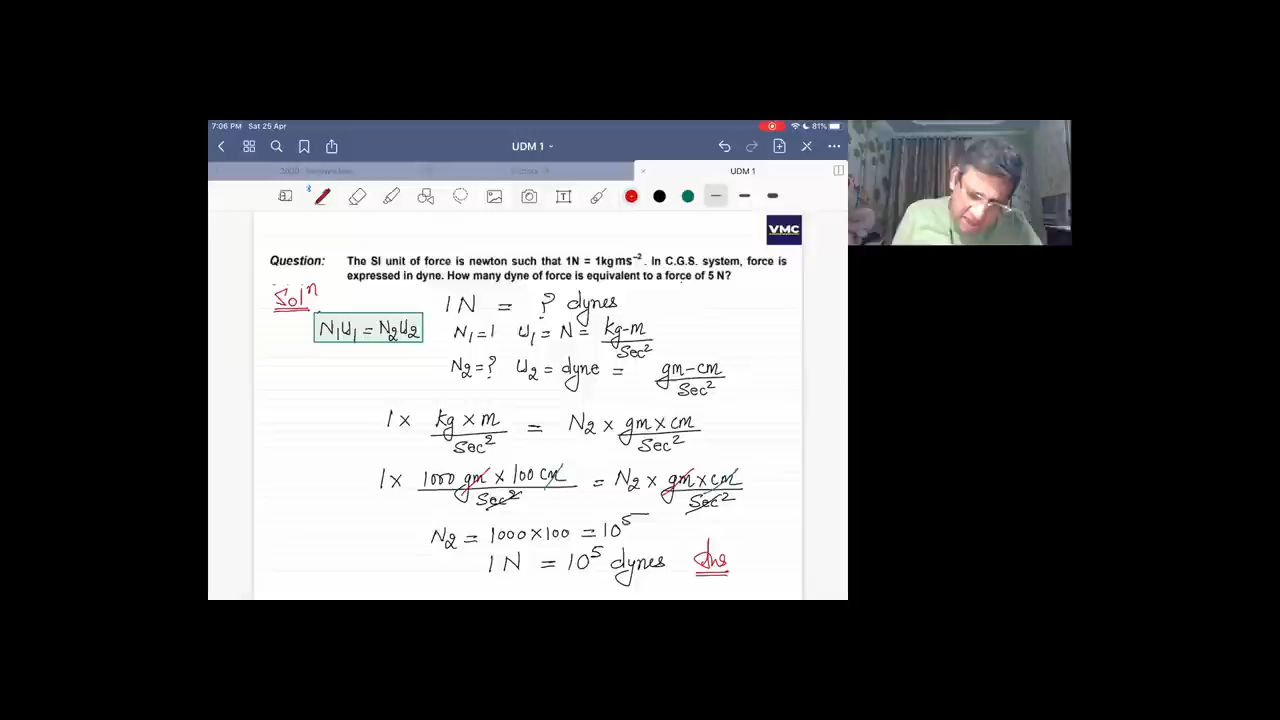 7:06 PM Sat 25 Apr
81%
UDM 1
UDM 1
VMC
Question: The SI unit of force is newton such that 1N = 1kgms⁻². In C.G.S. system, force is
expressed in dyne. How many dyne of force is equivalent to a force of 5 N?
Solⁿ
1N = ? dynes
N₁U₁ = N₂U₂
N₁=1 U₁ = N = kg-m/Sec²
N₂=? U₂ = dyne = gm-cm/Sec²
1 × kg × m/Sec² = N₂ × gm × cm/Sec²
1 × 1000 gm × 100 cm/Sec² = N₂ × gm × cm/Sec²
N₂ = 1000 × 100 = 10⁵
1N = 10⁵ dynes Ans